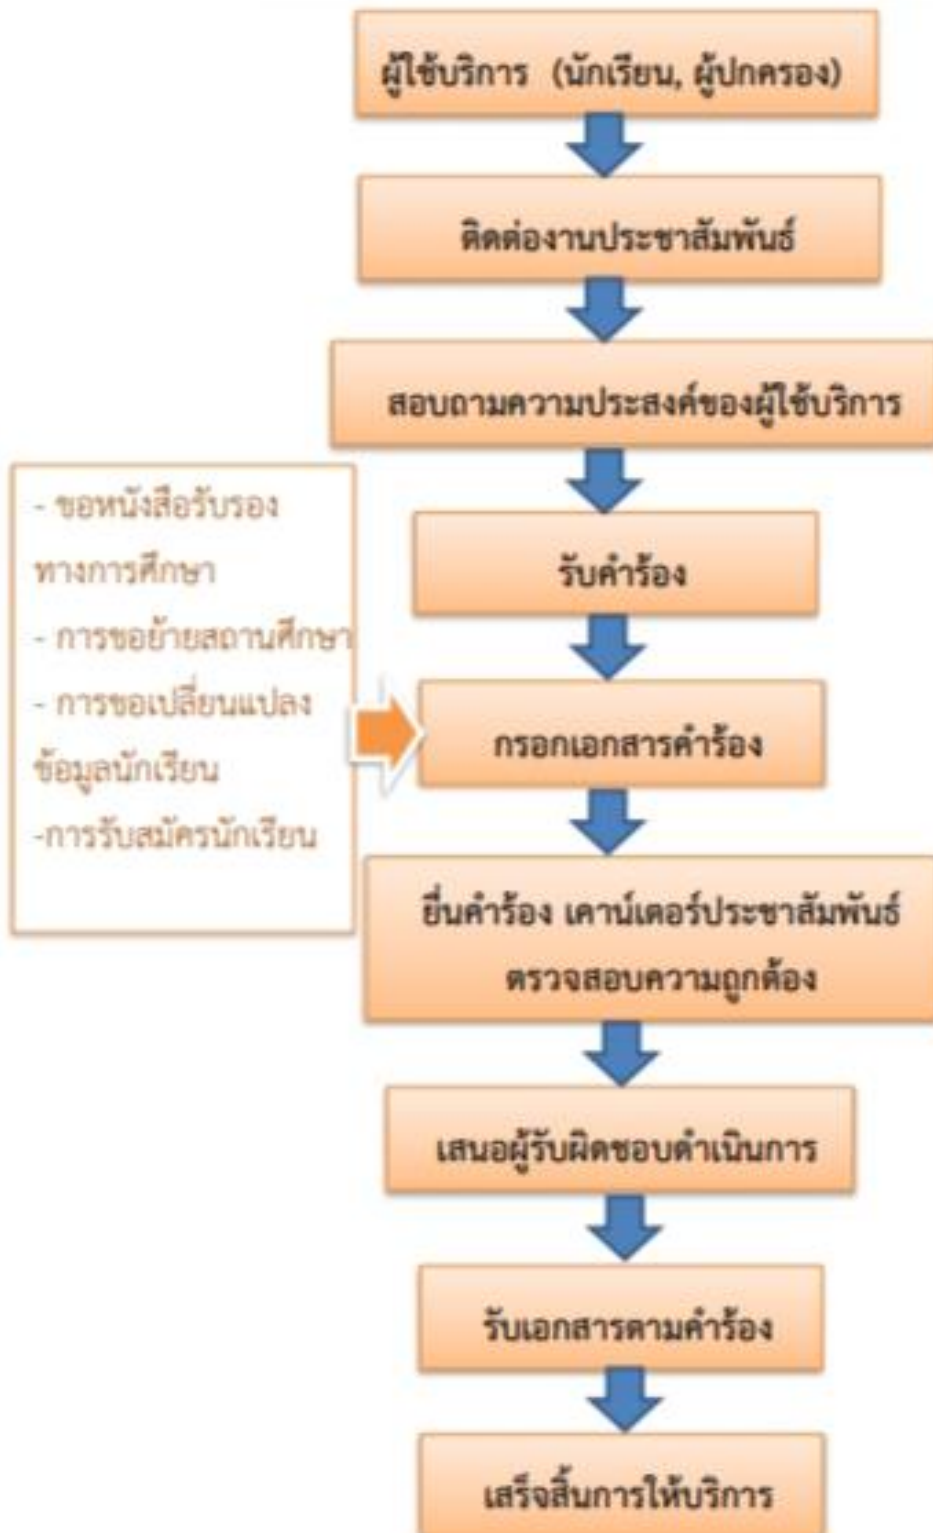 ผู้ใช้บริการ (นักเรียน, ผู้ปกครอง)
ติดต่องานประชาสัมพันธ์
สอบถามความประสงค์ของผู้ใช้บริการ
รับคำร้อง
- ขอหนังสือรับรอง
ทางการศึกษา
- การขอย้ายสถานศึกษา
- การขอเปลี่ยนแปลง
ข้อมูลนักเรียน
-การรับสมัครนักเรียน
กรอกเอกสารคำร้อง
ยื่นคำร้อง เคาน์เตอร์ประชาสัมพันธ์
ตรวจสอบความถูกต้อง
เสนอผู้รับผิดชอบดำเนินการ
รับเอกสารตามคำร้อง
เสร็จสิ้นการให้บริการ